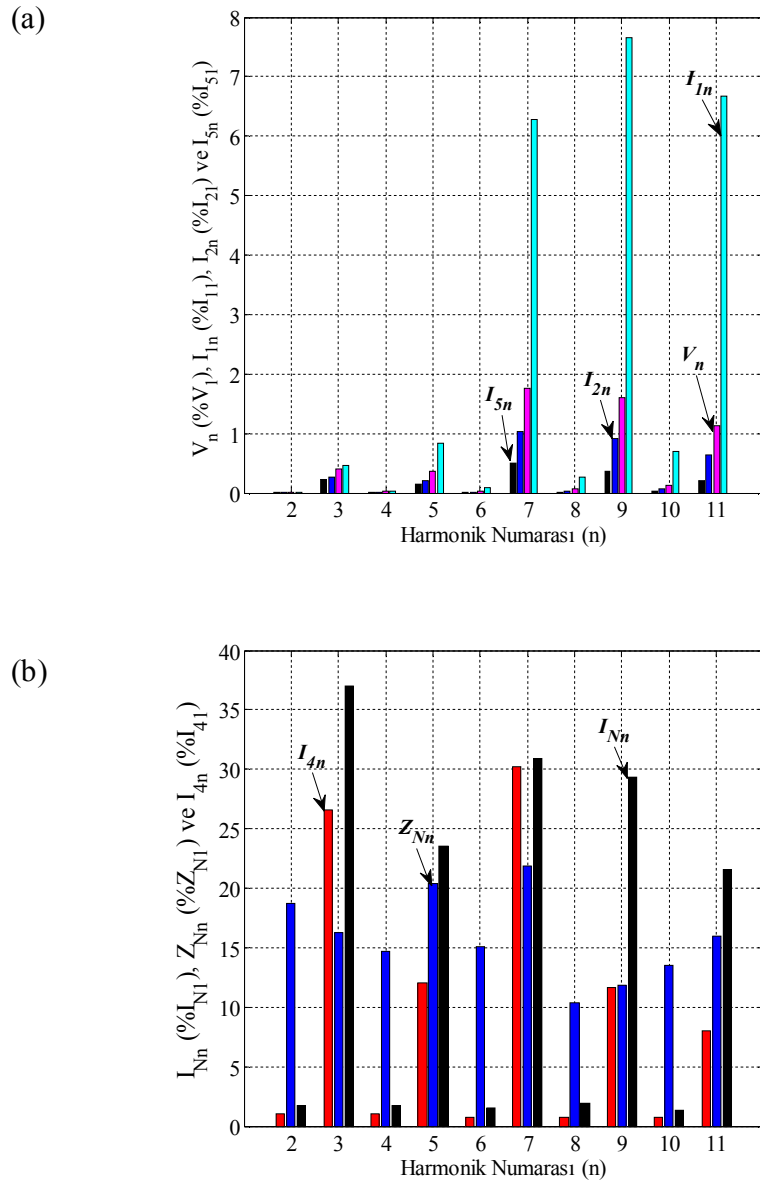 (a)
V_n (%V_1), I_1n (%I_11), I_2n (%I_21) ve I_5n (%I_51)
8
7
6
5
4
3
2
1
0
I_1n
V_n
I_2n
I_5n
2 3 4 5 6 7 8 9 10 11
Harmonik Numarası (n)
(b)
I_Nn (%I_N1), Z_Nn (%Z_N1) ve I_4n (%I_41)
40
35
30
25
20
15
10
5
0
I_4n
Z_Nn
I_Nn
2 3 4 5 6 7 8 9 10 11
Harmonik Numarası (n)